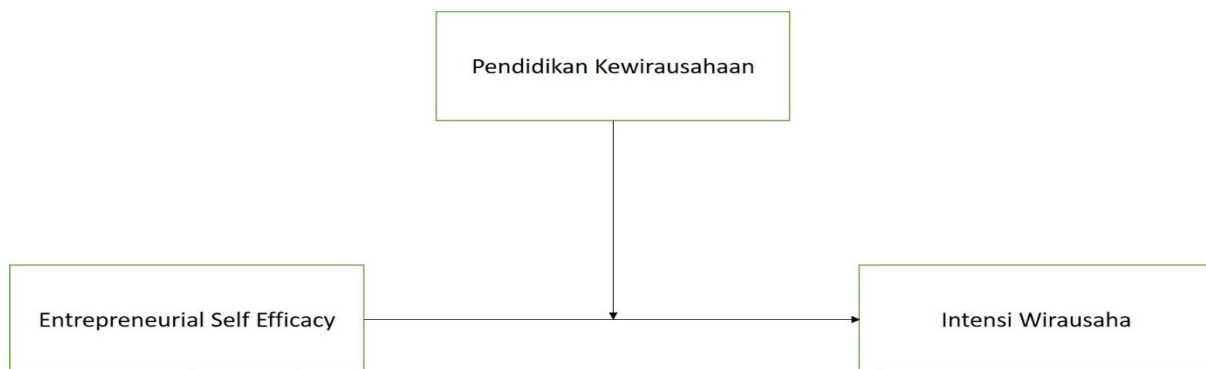 Pendidikan Kewirausahaan
Entrepreneurial Self Efficacy
Intensi Wirausaha